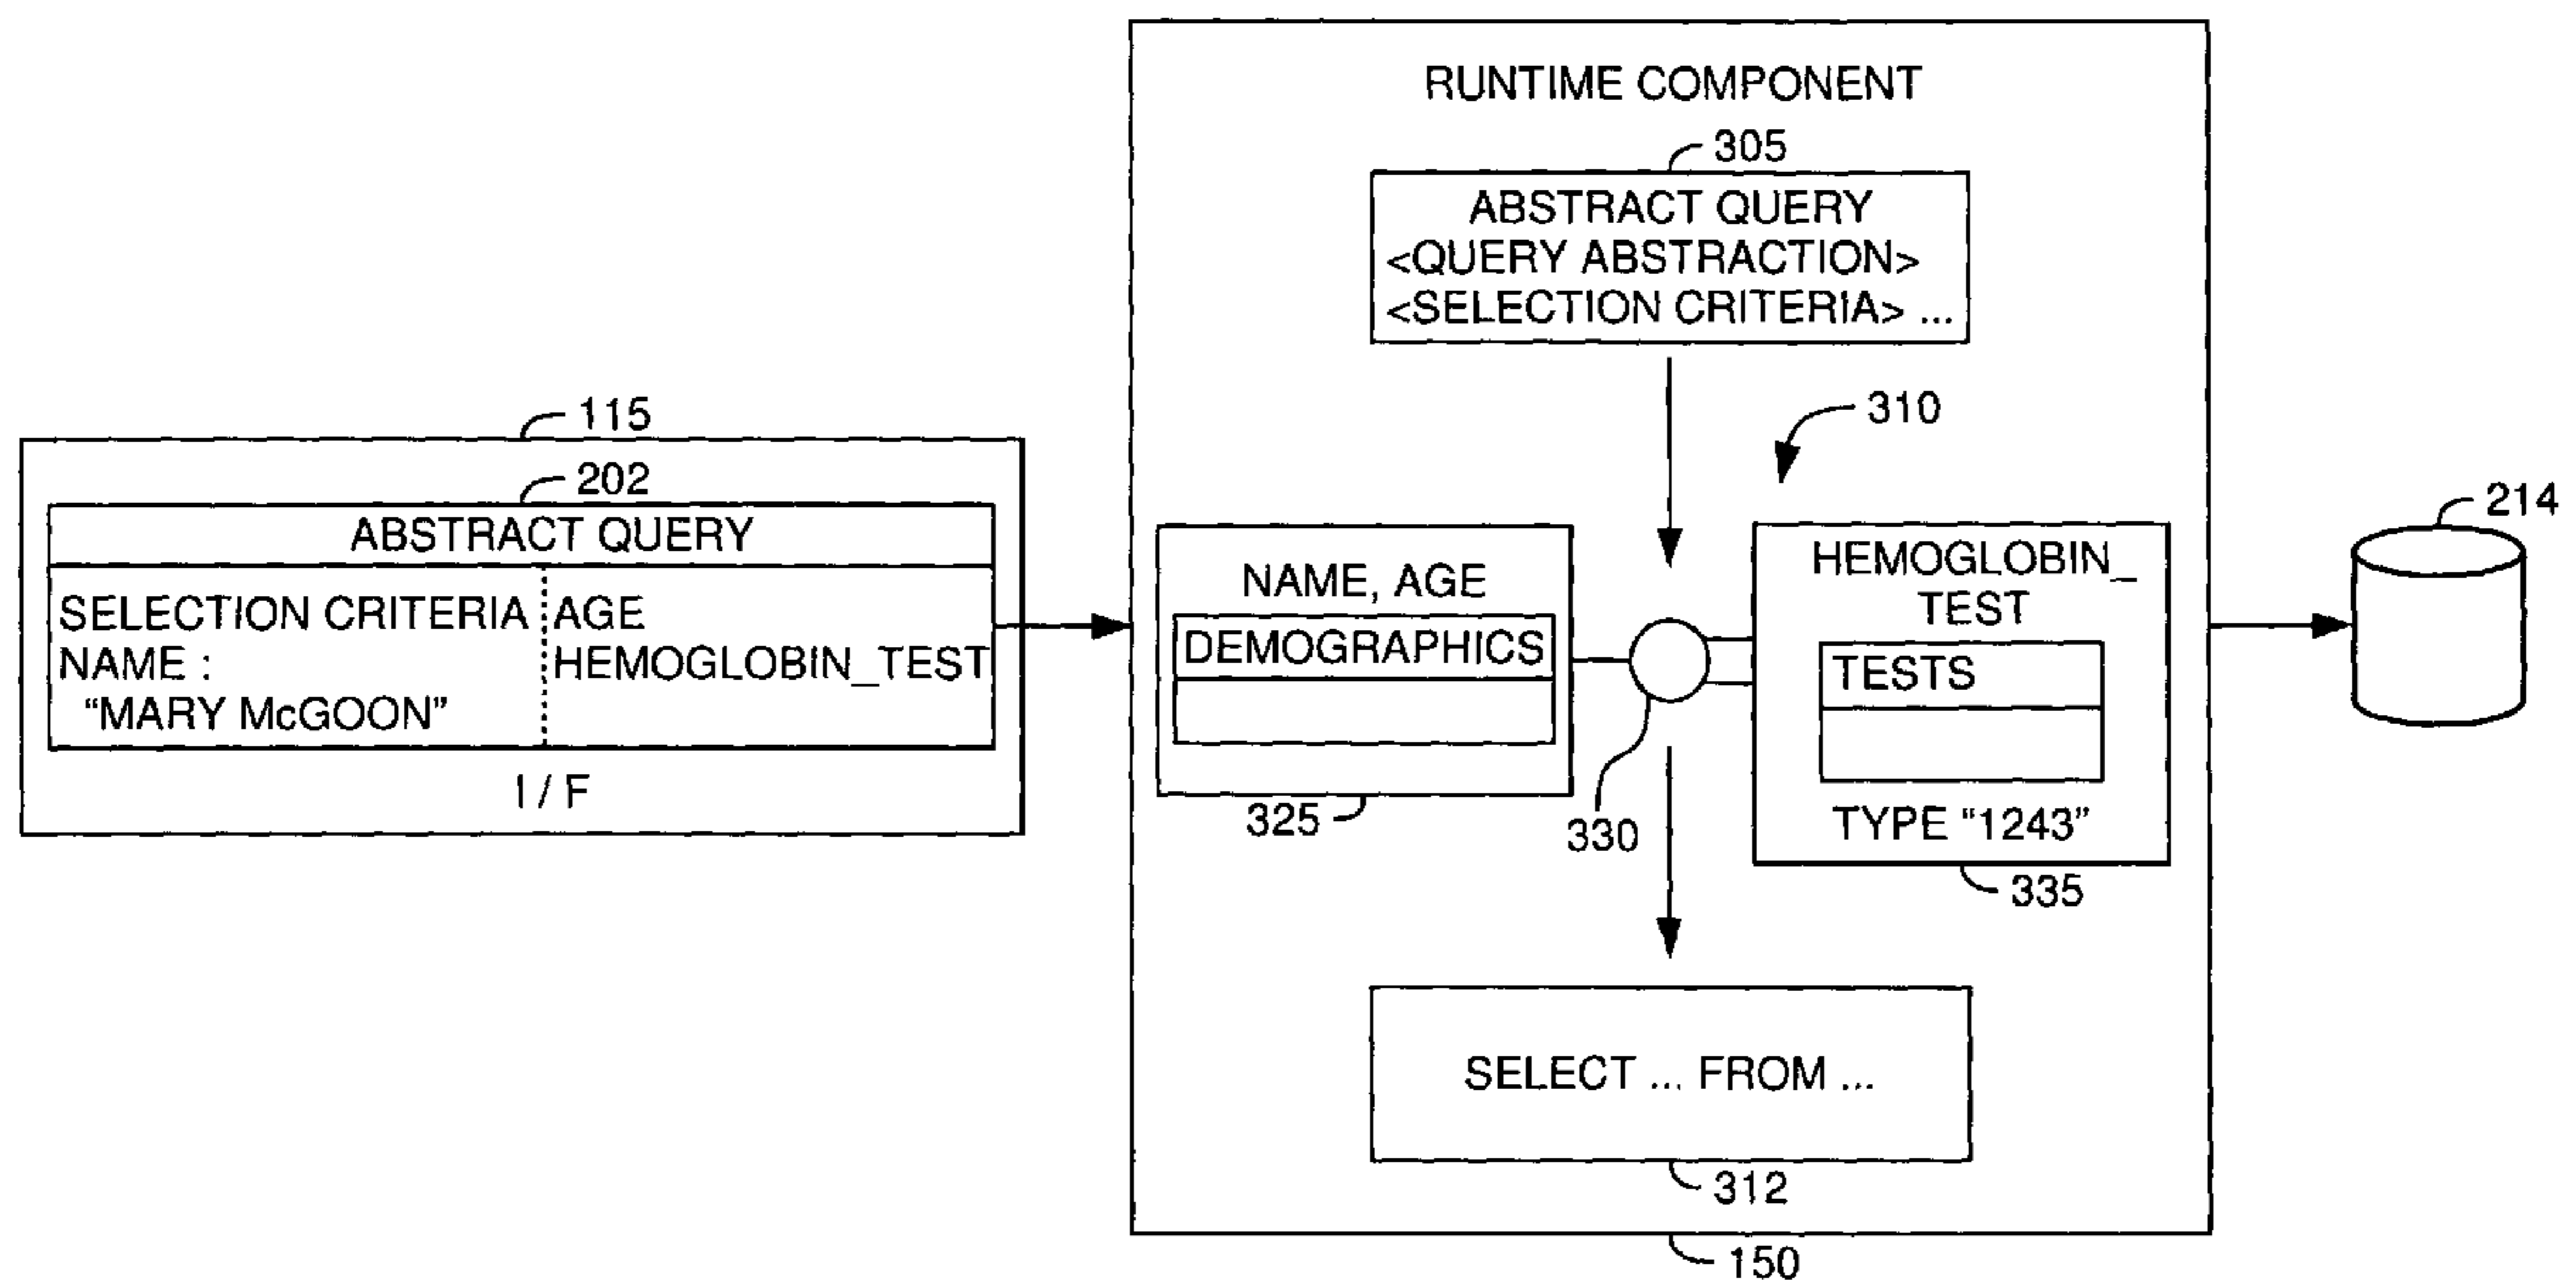 RUNTIME COMPONENT
305
ABSTRACT QUERY
<QUERY ABSTRACTION>
<SELECTION CRITERIA> ...
310
115
202
ABSTRACT QUERY
SELECTION CRITERIA
NAME :
“MARY McGOON”
AGE
HEMOGLOBIN_TEST
I / F
NAME, AGE
DEMOGRAPHICS
325
330
HEMOGLOBIN_
TEST
TESTS
TYPE “1243”
335
214
SELECT ... FROM ...
312
150